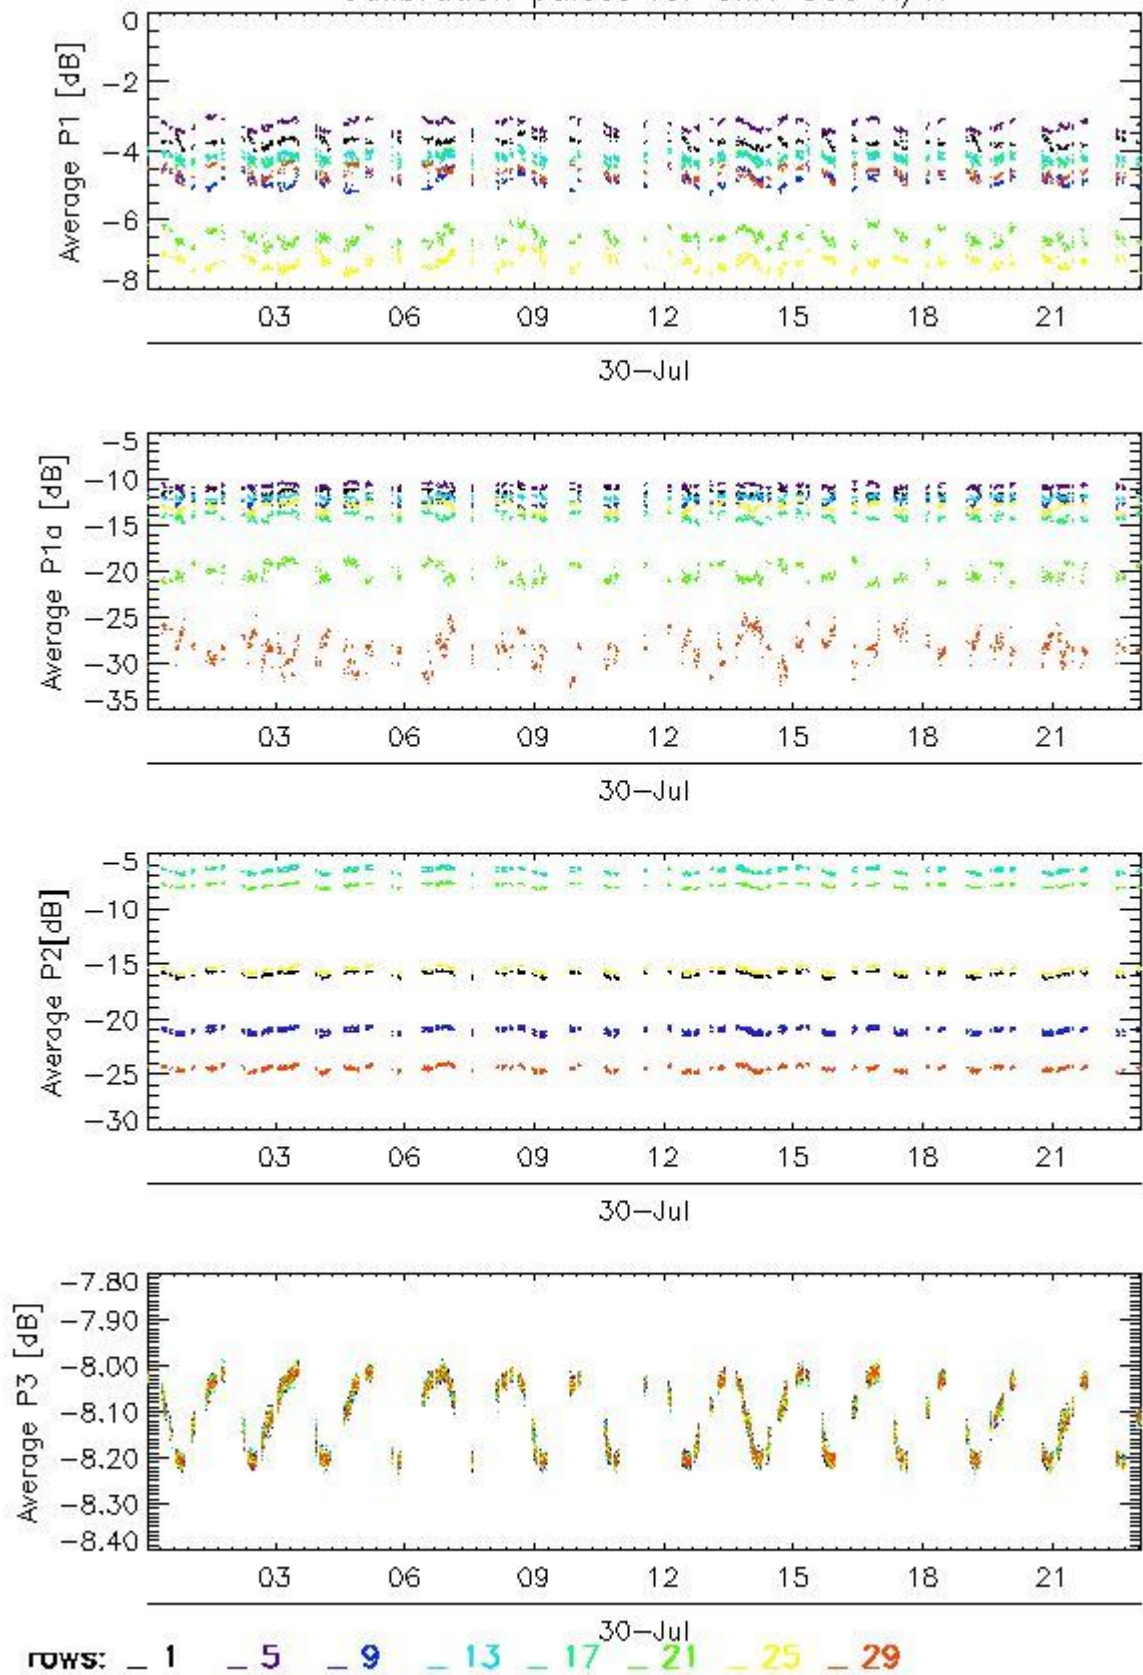 0
-2
-4
-6
-8
Average P1 [dB]
03 06 09 12 15 18 21
30-Jul
-5
-10
-15
-20
-25
-30
-35
Average P1a [dB]
03 06 09 12 15 18 21
30-Jul
-5
-10
-15
-20
-25
-30
Average P2[dB]
03 06 09 12 15 18 21
30-Jul
-7.80
-7.90
-8.00
-8.10
-8.20
-8.30
-8.40
Average P3 [dB]
03 06 09 12 15 18 21
30-Jul
rows: _ 1 _ 5 _ 9 _ 13 _ 17 _ 21 _ 25 _ 29